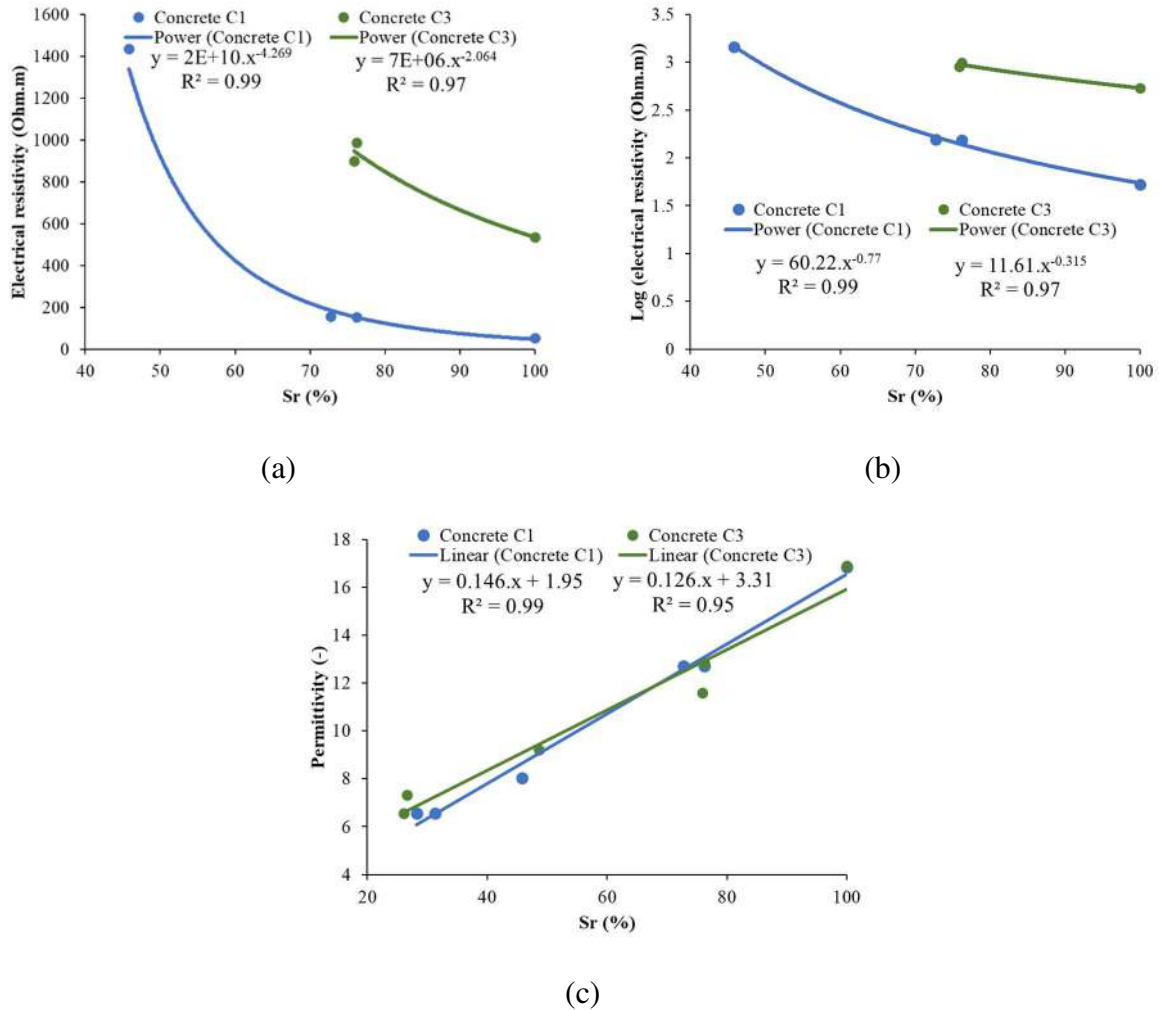 Concrete C1 Concrete C3
Power (Concrete C1) Power (Concrete C3)
y = 2E+10.x-4.269 y = 7E+06.x-2.064
R² = 0.99 R² = 0.97
Electrical resistivity (Ohm.m)
1600
1400
1200
1000
800
600
400
200
0
40 50 60 70 80 90 100
Sr (%)
(a)
Log (electrical resistivity (Ohm.m))
3.5
3
2.5
2
1.5
1
0.5
0
Concrete C1 Concrete C3
Power (Concrete C1) Power (Concrete C3)
y = 60.22.x-0.77 y = 11.61.x-0.315
R² = 0.99 R² = 0.97
40 50 60 70 80 90 100
Sr (%)
(b)
Concrete C1 Concrete C3
Linear (Concrete C1) Linear (Concrete C3)
y = 0.146.x + 1.95 y = 0.126.x + 3.31
R² = 0.99 R² = 0.95
Permittivity (-)
18
16
14
12
10
8
6
4
20 40 60 80 100
Sr (%)
(c)